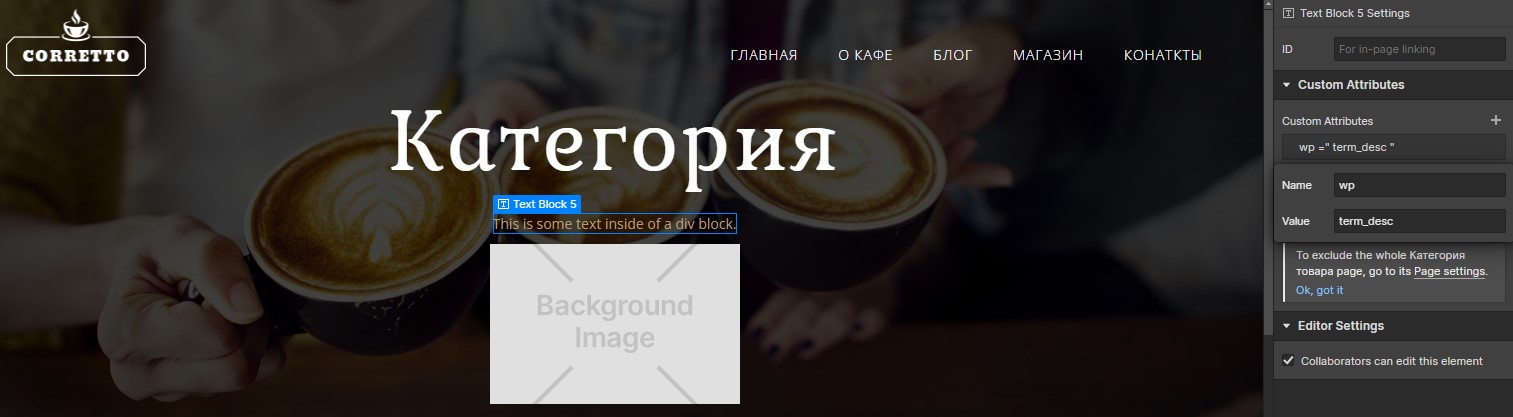 CORRETTO
ГЛАВНАЯ О КАФЕ БЛОГ МАГАЗИН КОНАТКТЫ
Категория
Text Block 5
This is some text inside of a div block.
Background
Image
Text Block 5 Settings
ID For in-page linking
Custom Attributes
Custom Attributes +
wp =" term_desc "
Name wp
Value term_desc
To exclude the whole Категория
товара page, go to its Page settings.
Ok, got it
Editor Settings
Collaborators can edit this element